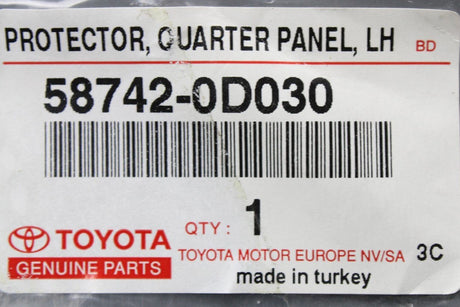 PROTECTOR, QUARTER PANEL, LH BD
58742-0D030
QTY : 1
TOYOTA
GENUINE PARTS
TOYOTA MOTOR EUROPE NV/SA 3C
made in turkey